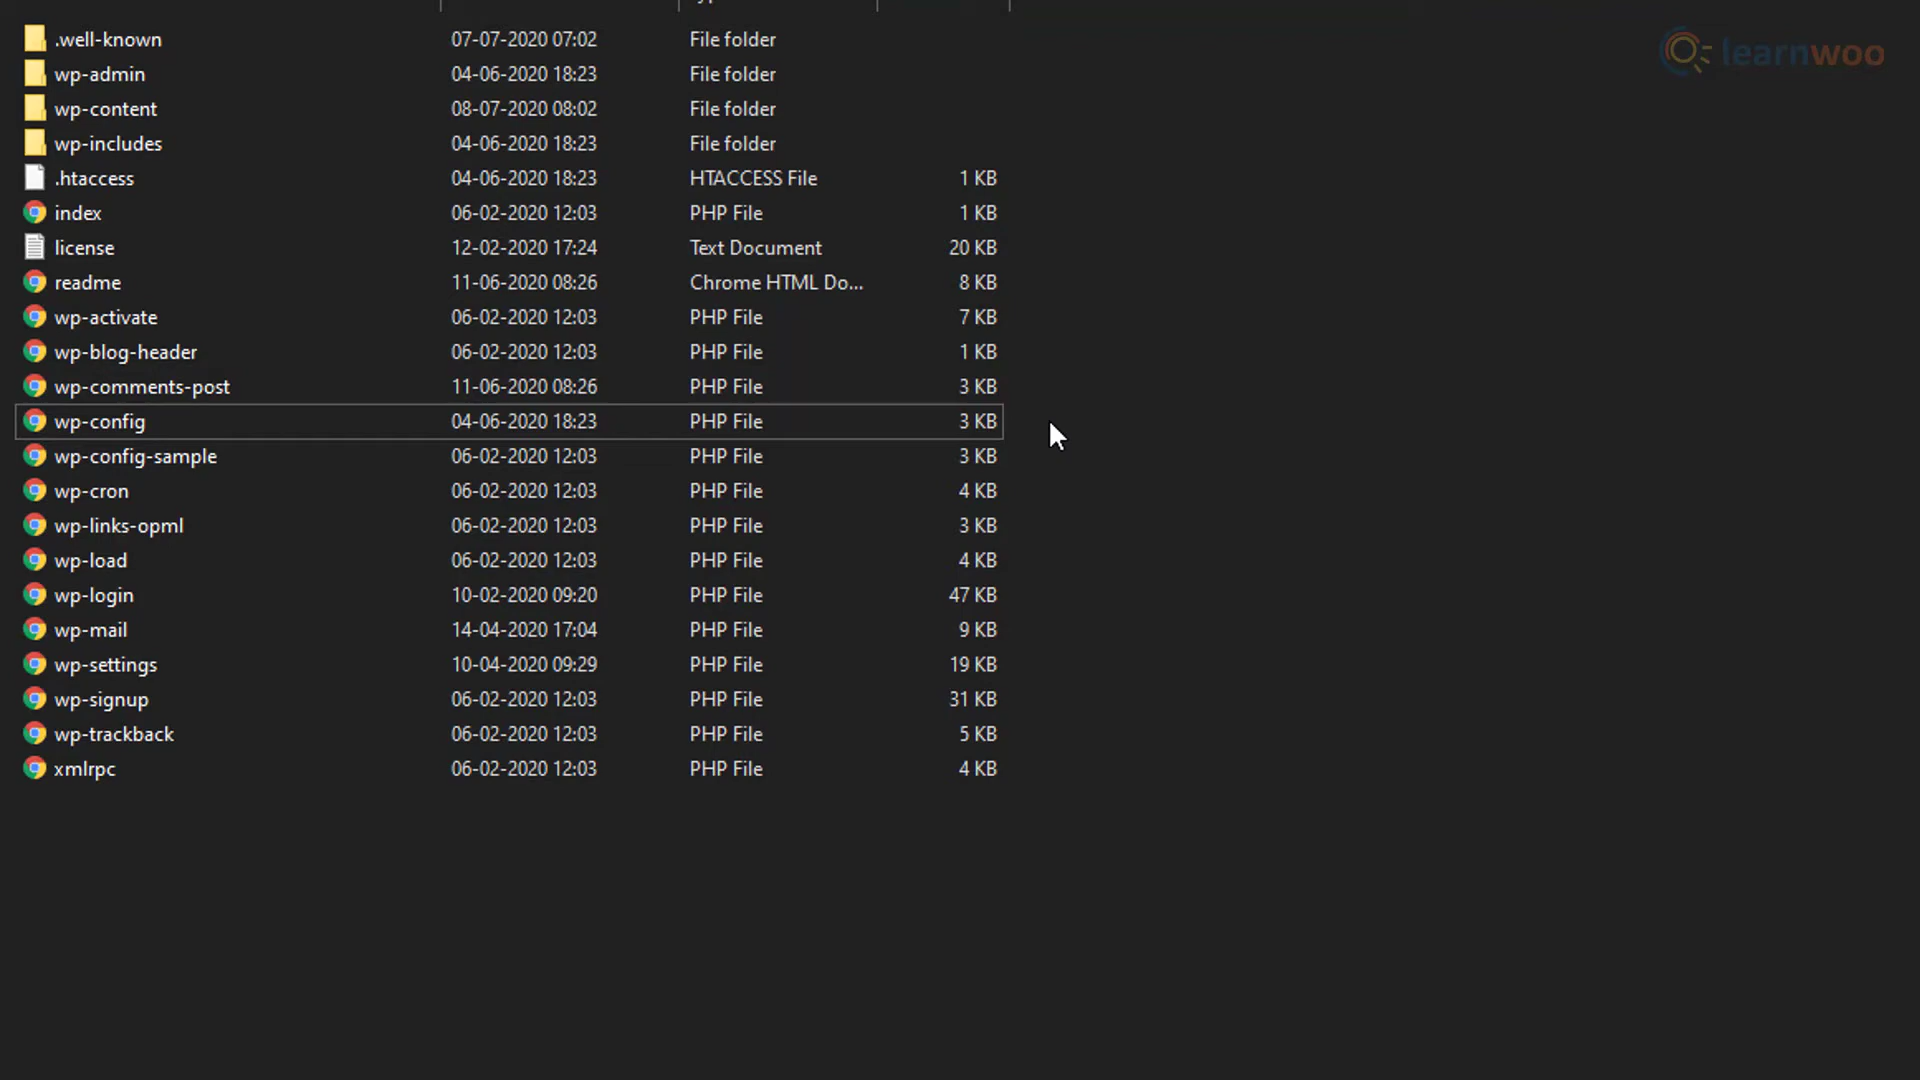 learnwoo
.well-known 07-07-2020 07:02 File folder
wp-admin 04-06-2020 18:23 File folder
wp-content 08-07-2020 08:02 File folder
wp-includes 04-06-2020 18:23 File folder
.htaccess 04-06-2020 18:23 HTACCESS File 1 KB
index 06-02-2020 12:03 PHP File 1 KB
license 12-02-2020 17:24 Text Document 20 KB
readme 11-06-2020 08:26 Chrome HTML Do... 8 KB
wp-activate 06-02-2020 12:03 PHP File 7 KB
wp-blog-header 06-02-2020 12:03 PHP File 1 KB
wp-comments-post 11-06-2020 08:26 PHP File 3 KB
wp-config 04-06-2020 18:23 PHP File 3 KB
wp-config-sample 06-02-2020 12:03 PHP File 3 KB
wp-cron 06-02-2020 12:03 PHP File 4 KB
wp-links-opml 06-02-2020 12:03 PHP File 3 KB
wp-load 06-02-2020 12:03 PHP File 4 KB
wp-login 10-02-2020 09:20 PHP File 47 KB
wp-mail 14-04-2020 17:04 PHP File 9 KB
wp-settings 10-04-2020 09:29 PHP File 19 KB
wp-signup 06-02-2020 12:03 PHP File 31 KB
wp-trackback 06-02-2020 12:03 PHP File 5 KB
xmlrpc 06-02-2020 12:03 PHP File 4 KB